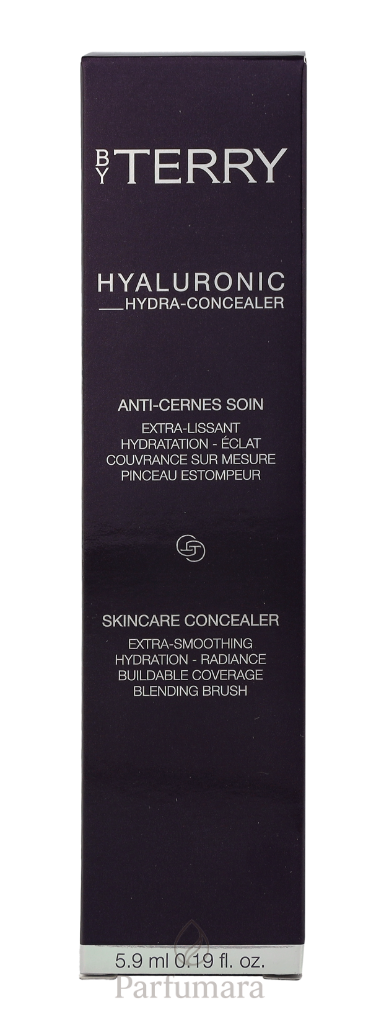 BY TERRY
HYALURONIC
HYDRA-CONCEALER
ANTI-CERNES SOIN
EXTRA-LISSANT
HYDRATATION - ÉCLAT
COUVRANCE SUR MESURE
PINCEAU ESTOMPEUR
SKINCARE CONCEALER
EXTRA-SMOOTHING
HYDRATION - RADIANCE
BUILDABLE COVERAGE
BLENDING BRUSH
5.9 ml 0.19 fl. oz.
Parfumara